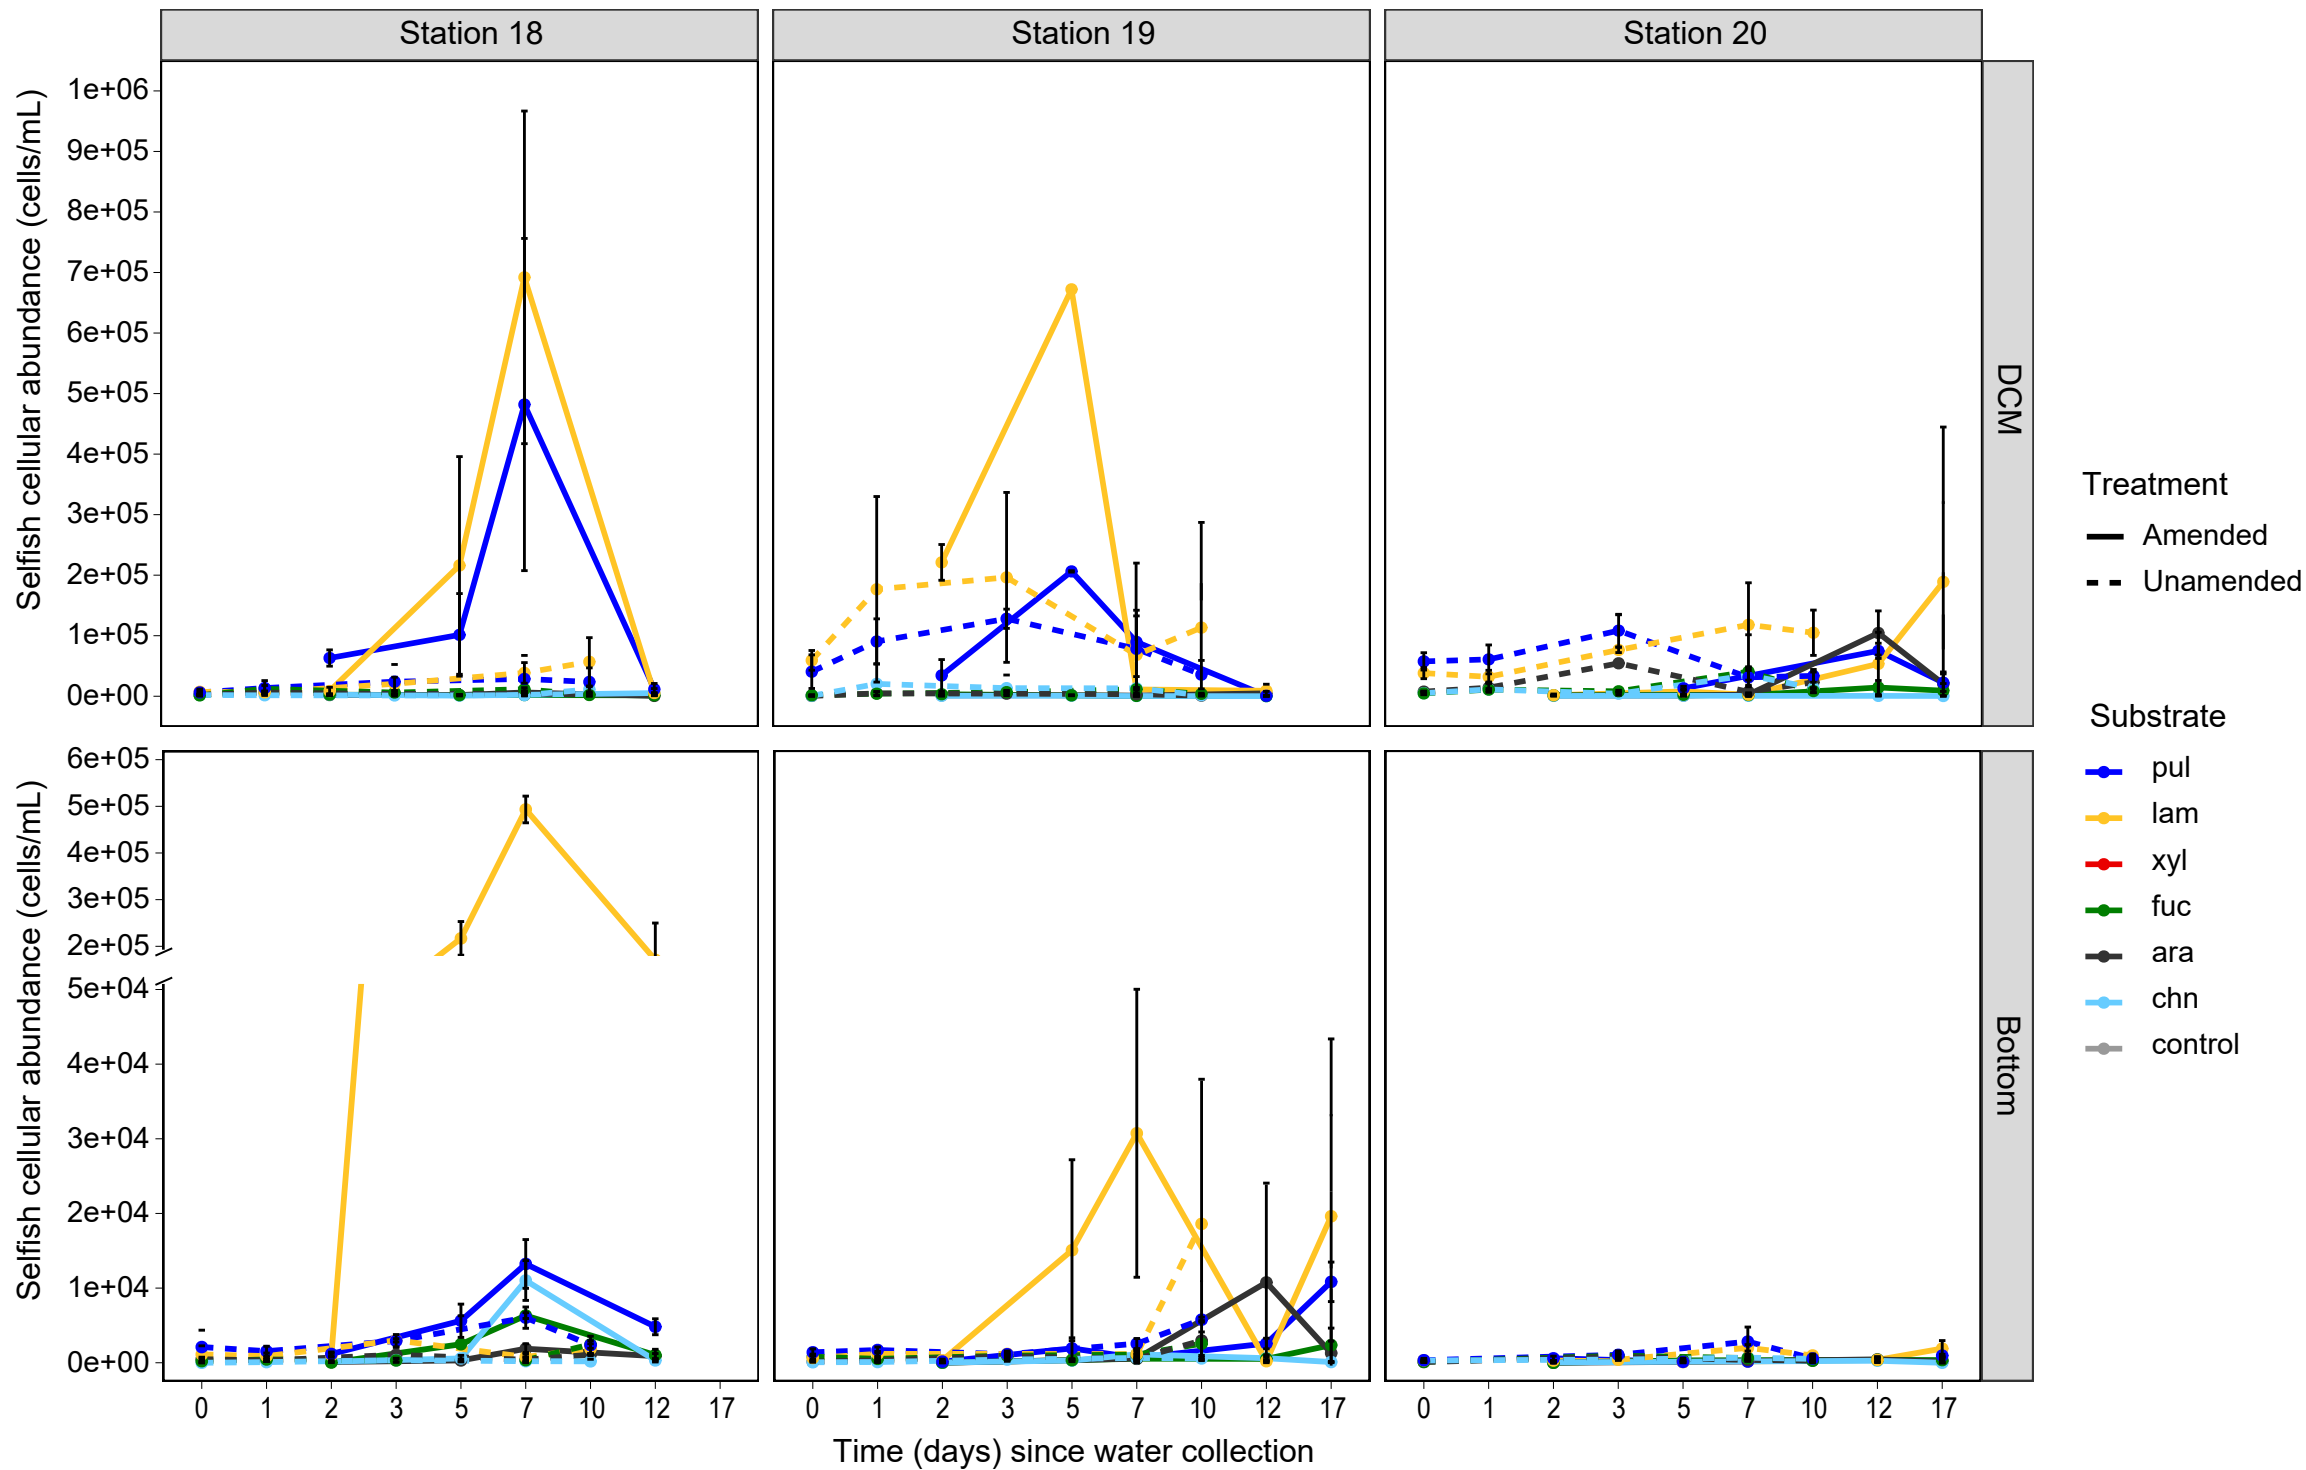 Station 18
Station 19
Station 20
Selfish cellular abundance (cells/mL)
1e+06
9e+05
8e+05
7e+05
6e+05
5e+05
4e+05
3e+05
2e+05
1e+05
0e+00
DCM
Selfish cellular abundance (cells/mL)
6e+05
5e+05
4e+05
3e+05
2e+05
5e+04
4e+04
3e+04
2e+04
1e+04
0e+00
Bottom
0 1 2 3 5 7 10 12 17
0 1 2 3 5 7 10 12 17
0 1 2 3 5 7 10 12 17
Time (days) since water collection
Treatment
Amended
Unamended
Substrate
pul
lam
xyl
fuc
ara
chn
control